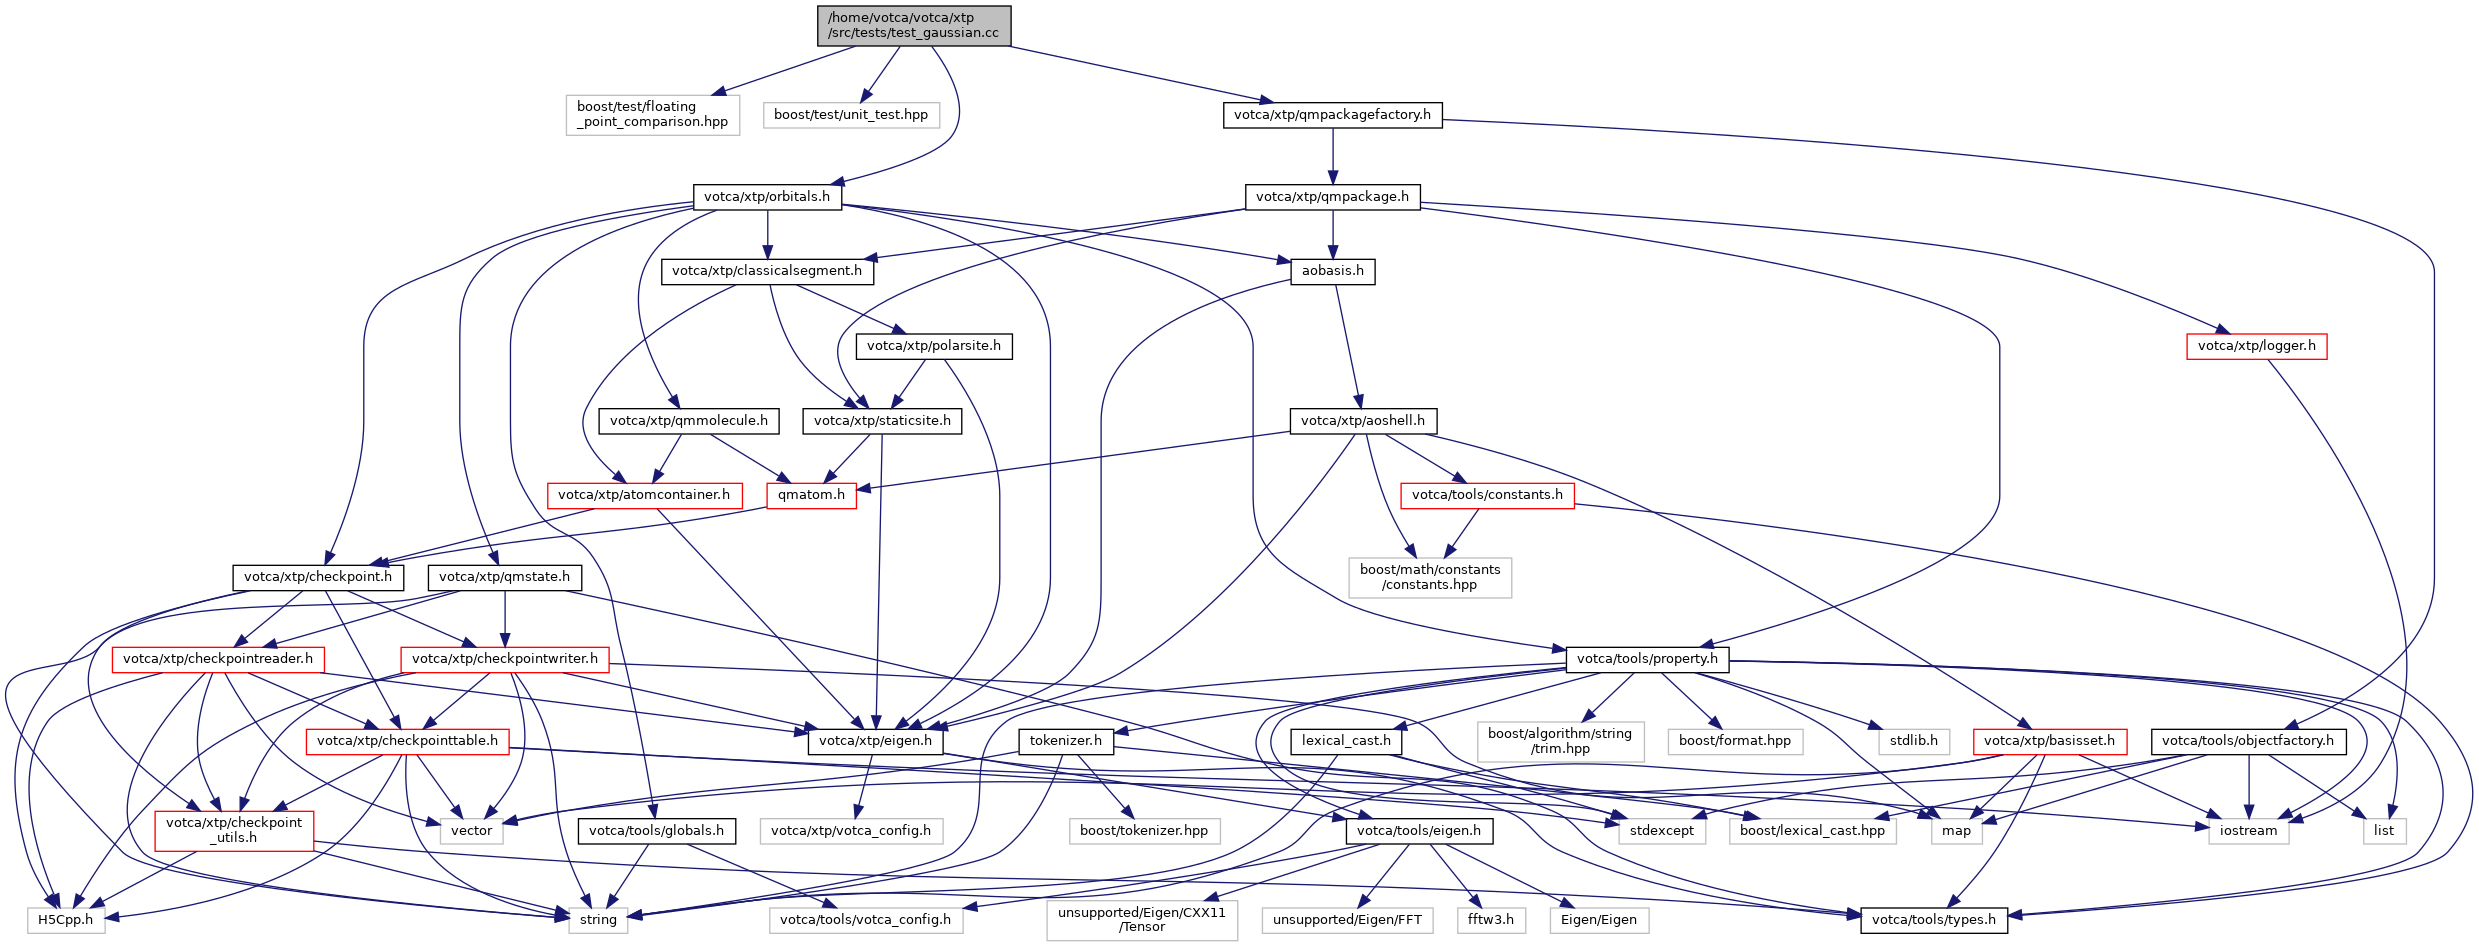 /home/votca/votca/xtp
/src/tests/test_gaussian.cc
boost/test/floating
_point_comparison.hpp
boost/test/unit_test.hpp
votca/xtp/qmpackagefactory.h
votca/xtp/orbitals.h
votca/xtp/qmpackage.h
votca/xtp/classicalsegment.h
aobasis.h
votca/xtp/polarsite.h
votca/xtp/logger.h
votca/xtp/qmmolecule.h
votca/xtp/staticsite.h
votca/xtp/aoshell.h
votca/xtp/atomcontainer.h
qmatom.h
votca/tools/constants.h
votca/xtp/checkpoint.h
votca/xtp/qmstate.h
boost/math/constants
/constants.hpp
votca/xtp/checkpointreader.h
votca/xtp/checkpointwriter.h
votca/tools/property.h
votca/xtp/checkpointtable.h
votca/xtp/eigen.h
tokenizer.h
lexical_cast.h
boost/algorithm/string
/trim.hpp
boost/format.hpp
stdlib.h
votca/xtp/basisset.h
votca/tools/objectfactory.h
votca/xtp/checkpoint
_utils.h
vector
votca/tools/globals.h
votca/xtp/votca_config.h
boost/tokenizer.hpp
votca/tools/eigen.h
stdexcept
boost/lexical_cast.hpp
map
iostream
list
H5Cpp.h
string
votca/tools/votca_config.h
unsupported/Eigen/CXX11
/Tensor
unsupported/Eigen/FFT
fftw3.h
Eigen/Eigen
votca/tools/types.h